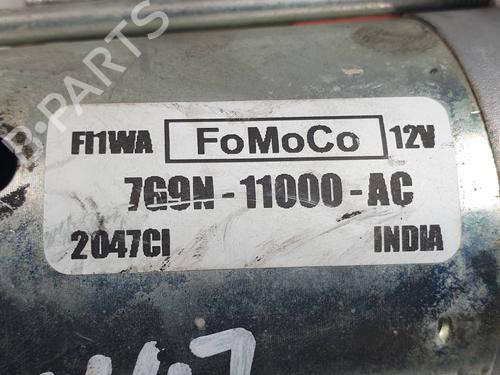 B-PARTS
FI1WA FoMoCo 12V
7G9N-11000-AC
2047CI INDIA